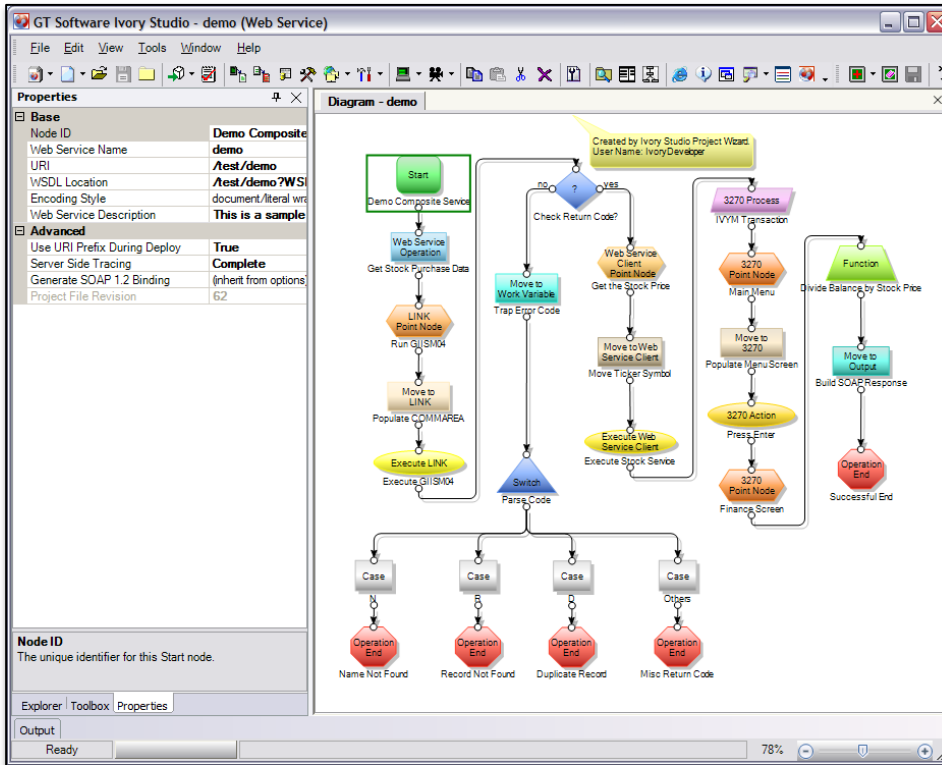 GT Software Ivory Studio - demo (Web Service)
File Edit View Tools Window Help
Properties
Base
Node ID Demo Composite
Web Service Name demo
URI /test/demo
WSDL Location /test/demo?WSI
Encoding Style document/literal wra
Web Service Description This is a sample
Advanced
Use URI Prefix During Deploy True
Server Side Tracing Complete
Generate SOAP 1.2 Binding (inherit from options)
Project File Revision 62
Node ID
The unique identifier for this Start node.
Explorer Toolbox Properties
Output
Ready
78%
Diagram - demo
Created by Ivory Studio Project Wizard.
User Name: IvoryDeveloper
Start
Demo Composite Service
Web Service
Operation
Get Stock Purchase Data
LINK
Point Node
Run GIISM04
Move to
LINK
Populate COMMAREA
Execute LINK
Execute GIISM04
no ? yes
Check Return Code?
Move to
Work Variable
Trap Error Code
Switch
Parse Code
Web Service
Client
Point Node
Get the Stock Price
Move to Web
Service Client
Move Ticker Symbol
Execute Web
Service Client
Execute Stock Service
3270 Process
IVYM Transaction
3270
Point Node
Main Menu
Move to
3270
Populate Menu Screen
3270 Action
Press Enter
3270
Point Node
Finance Screen
Function
Divide Balance by Stock Price
Move to
Output
Build SOAP Response
Operation
End
Successful End
Case
N
Operation
End
Name Not Found
Case
R
Operation
End
Record Not Found
Case
D
Operation
End
Duplicate Record
Case
Others
Operation
End
Misc Return Code